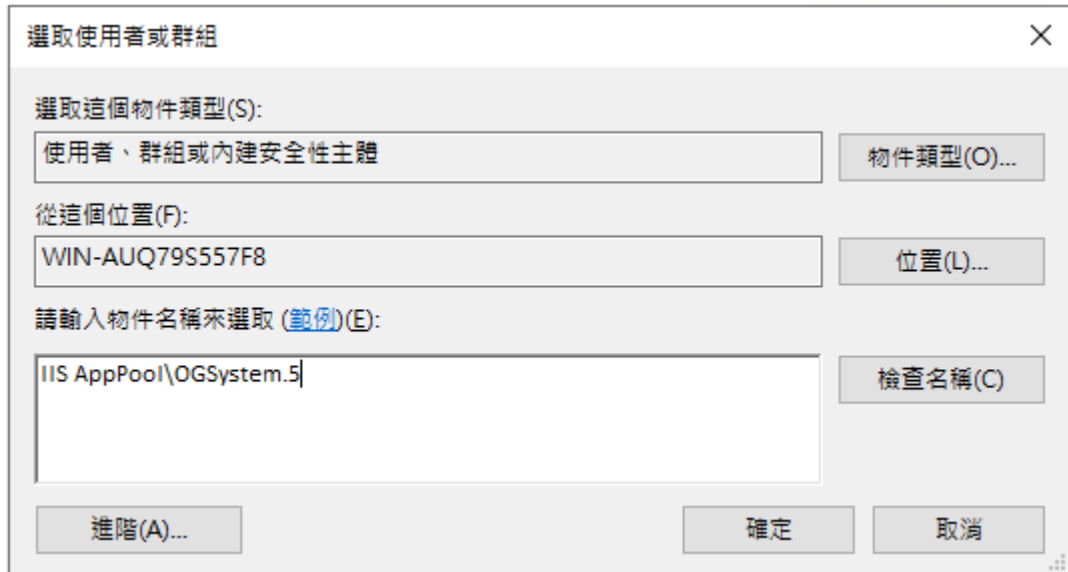 選取使用者或群組
選取這個物件類型(S):
使用者、群組或內建安全性主體
物件類型(O)...
從這個位置(F):
WIN-AUQ79S557F8
位置(L)...
請輸入物件名稱來選取 (範例)(E):
IIS AppPool\OGSystem.5
檢查名稱(C)
進階(A)...
確定
取消